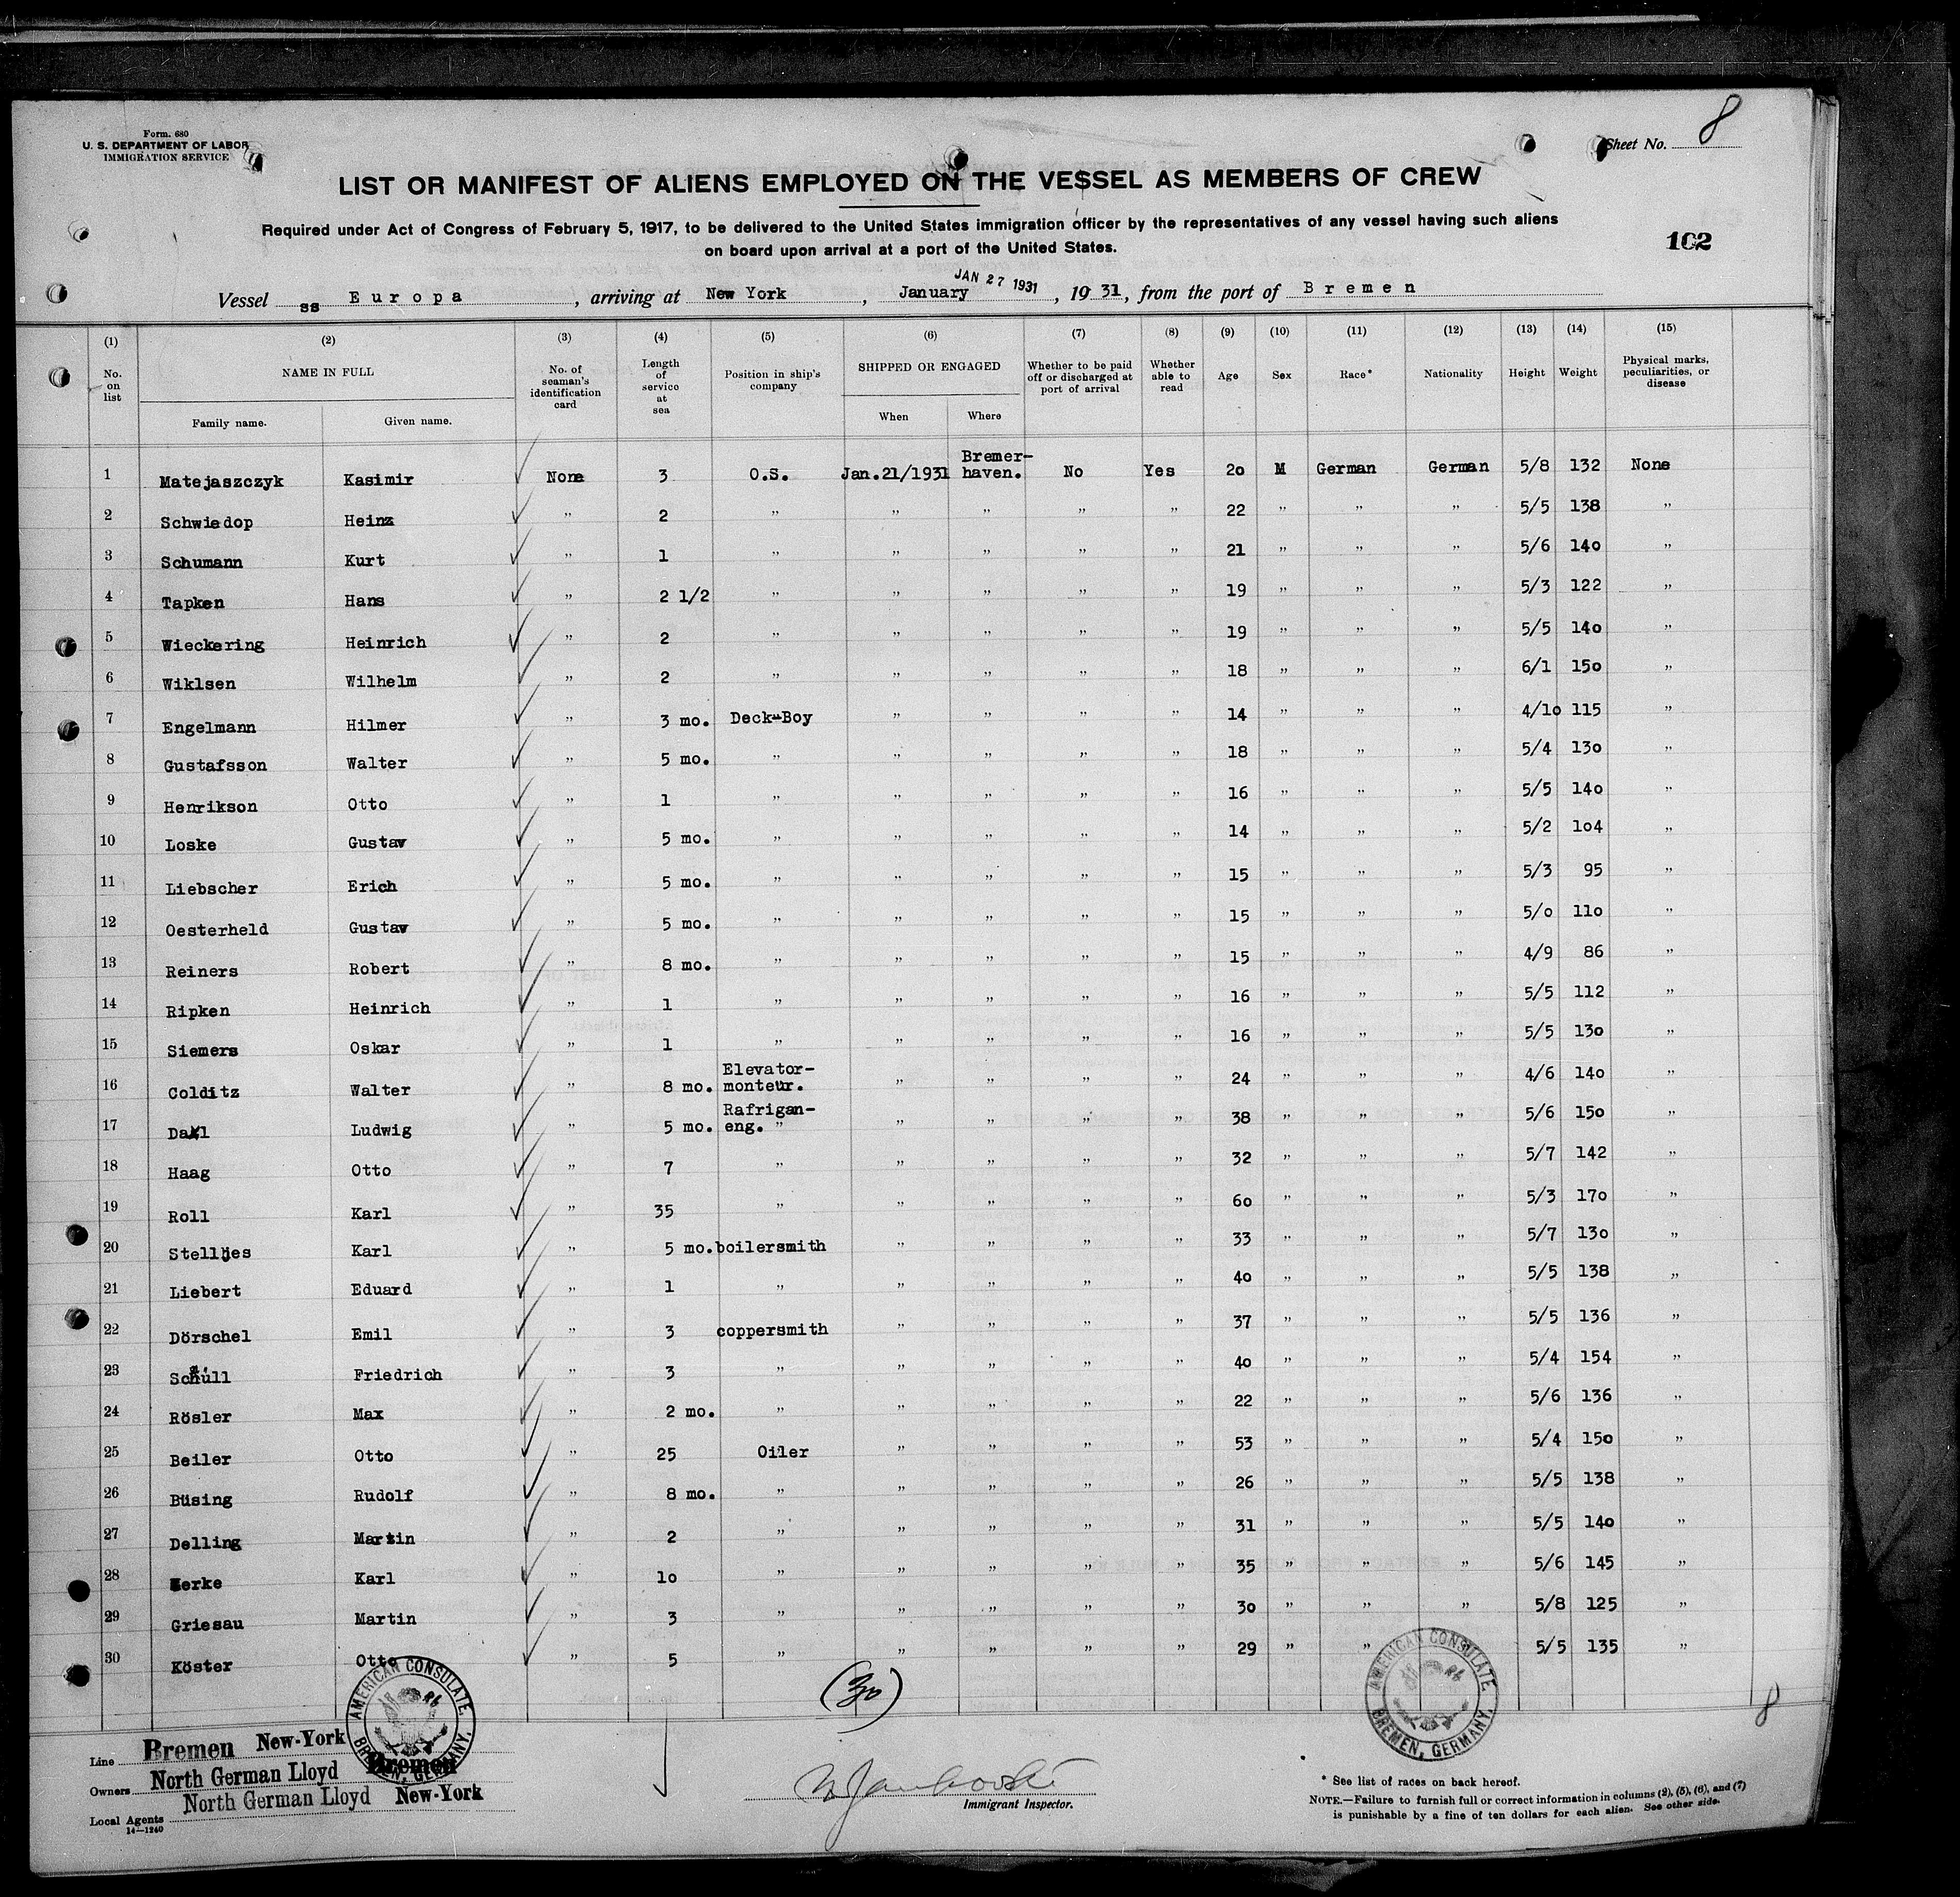 Form. 680
U. S. DEPARTMENT OF LABOR
IMMIGRATION SERVICE
Sheet No. 8
LIST OR MANIFEST OF ALIENS EMPLOYED ON THE VESSEL AS MEMBERS OF CREW
Required under Act of Congress of February 5, 1917, to be delivered to the United States immigration officer by the representatives of any vessel having such aliens
on board upon arrival at a port of the United States.
102
JAN 27 1931
Vessel ss Europa, arriving at New York, January, 1931, from the port of Bremen
(1) (2) (3) (4) (5) (6) (7) (8) (9) (10) (11) (12) (13) (14) (15)
No. on list NAME IN FULL Family name. Given name. No. of seaman's identification card Length of service at sea Position in ship's company SHIPPED OR ENGAGED When Where Whether to be paid off or discharged at port of arrival Whether able to read Age Sex Race* Nationality Height Weight Physical marks, peculiarities, or disease
1 Matejaszczyk Kasimir None 3 O.S. Jan.21/1931 Bremer-haven. No Yes 20 M German German 5/8 132 None
2 Schwiedop Heinz " 2 " " " " " 22 " " " 5/5 138 "
3 Schumann Kurt " 1 " " " " " 21 " " " 5/6 140 "
4 Tapken Hans " 2 1/2 " " " " " 19 " " " 5/3 122 "
5 Wieckering Heinrich " 2 " " " " " 19 " " " 5/5 140 "
6 Wiklsen Wilhelm " 2 " " " " " 18 " " " 6/1 150 "
7 Engelmann Hilmer " 3 mo. Deck-Boy " " " " 14 " " " 4/10 115 "
8 Gustafsson Walter " 5 mo. " " " " " 18 " " " 5/4 130 "
9 Henrikson Otto " 1 " " " " " 16 " " " 5/5 140 "
10 Loske Gustav " 5 mo. " " " " " 14 " " " 5/2 104 "
11 Liebscher Erich " 5 mo. " " " " " 15 " " " 5/3 95 "
12 Oesterheld Gustav " 5 mo. " " " " " 15 " " " 5/0 110 "
13 Reiners Robert " 8 mo. " " " " " 15 " " " 4/9 86 "
14 Ripken Heinrich " 1 " " " " " 16 " " " 5/5 112 "
15 Siemers Oskar " 1 " " " " " 16 " " " 5/5 130 "
16 Colditz Walter " 8 mo. Elevator-monteur. " " " " 24 " " " 4/6 140 "
17 Ludwig " 5 mo. Rafrigan-eng. " " " " " 38 " " " 5/6 150 "
18 Haag Otto " 7 " " " " " 32 " " " 5/7 142 "
19 Roll Karl " 35 " " " " " 60 " " " 5/3 170 "
20 Stelljes Karl " 5 mo. boilersmith " " " " 33 " " " 5/7 130 "
21 Liebert Eduard " 1 " " " " " 40 " " " 5/5 138 "
22 Dörschel Emil " 3 coppersmith " " " " 37 " " " 5/5 136 "
23 Friedrich " 3 " " " " " 40 " " " 5/4 154 "
24 Rösler Max " 2 mo. " " " " " 22 " " " 5/6 136 "
25 Beiler Otto " 25 Oiler " " " " 53 " " " 5/4 150 "
26 Büsing Rudolf " 8 mo. " " " " " 26 " " " 5/5 138 "
27 Delling Martin " 2 " " " " " 31 " " " 5/5 140 "
28 Karl " 10 " " " " " 35 " " " 5/6 145 "
29 Griesau Martin " 3 " " " " " 30 " " " 5/8 125 "
30 Köster Otto " 5 " " " " " 29 " " " 5/5 135 "
(30)
8
AMERICAN CONSULATE, BREMEN, GERMANY.
AMERICAN CONSULATE, BREMEN, GERMANY.
Line Bremen New-York
Owners North German Lloyd Bremen
Local Agents North German Lloyd New-York
14—1240
Immigrant Inspector.
* See list of races on back hereof.
NOTE.—Failure to furnish full or correct information in columns (2), (5), (6), and (7)
is punishable by a fine of ten dollars for each alien. See other side.